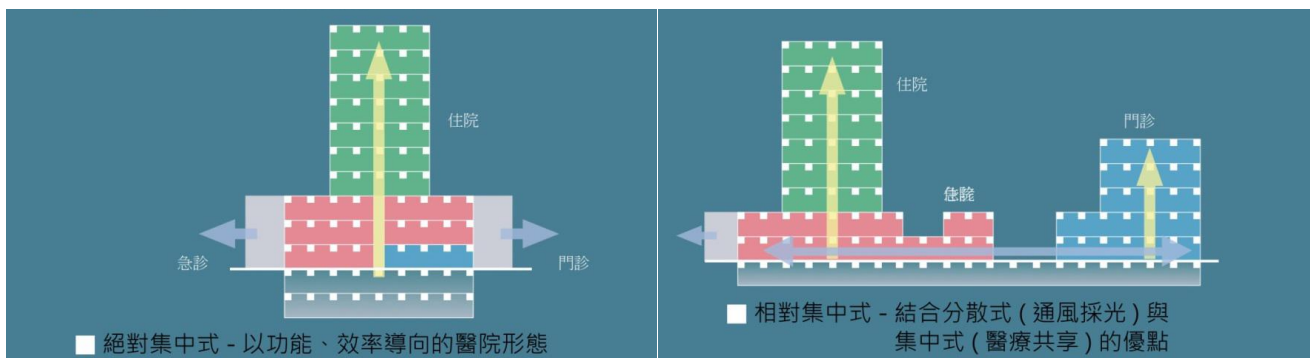 住院
急診
門診
絕對集中式 - 以功能、效率導向的醫院形態
住院
門診
相對集中式 - 結合分散式 ( 通風採光 ) 與
集中式 ( 醫療共享 ) 的優點